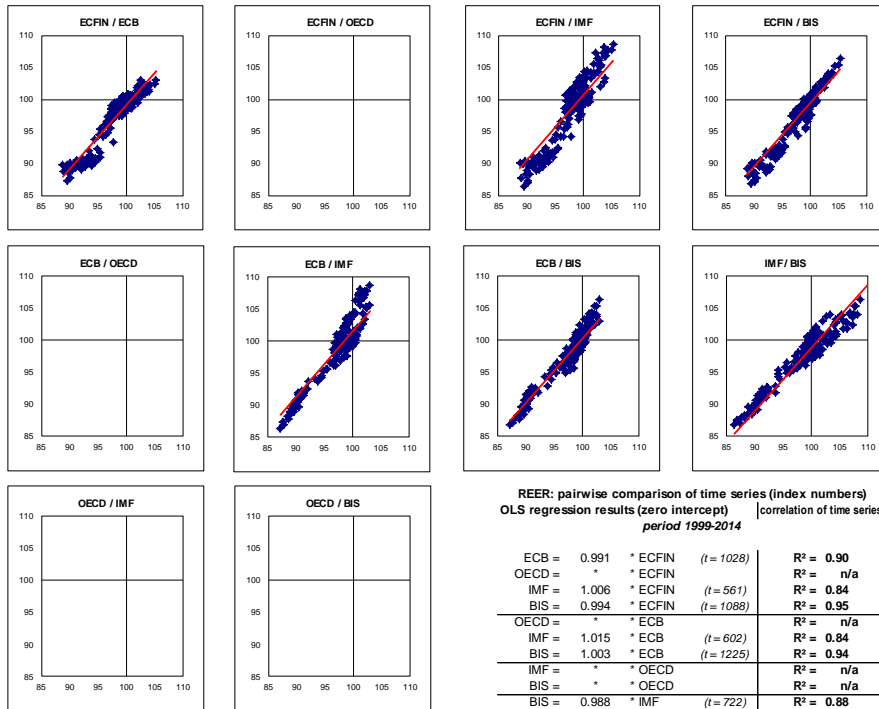 ECFIN / ECB
110
105
100
95
90
85
85 90 95 100 105 110
ECFIN / OECD
110
105
100
95
90
85
85 90 95 100 105 110
ECFIN / IMF
110
105
100
95
90
85
85 90 95 100 105 110
ECFIN / BIS
110
105
100
95
90
85
85 90 95 100 105 110
ECB / OECD
110
105
100
95
90
85
85 90 95 100 105 110
ECB / IMF
110
105
100
95
90
85
85 90 95 100 105 110
ECB / BIS
110
105
100
95
90
85
85 90 95 100 105 110
IMF / BIS
110
105
100
95
90
85
85 90 95 100 105 110
OECD / IMF
110
105
100
95
90
85
85 90 95 100 105 110
OECD / BIS
110
105
100
95
90
85
85 90 95 100 105 110
REER: pairwise comparison of time series (index numbers)
OLS regression results (zero intercept) correlation of time series
period 1999-2014
ECB = 0.991 * ECFIN (t = 1028) R² = 0.90
OECD = * * ECFIN R² = n/a
IMF = 1.006 * ECFIN (t = 561) R² = 0.84
BIS = 0.994 * ECFIN (t = 1088) R² = 0.95
OECD = * * ECB R² = n/a
IMF = 1.015 * ECB (t = 602) R² = 0.84
BIS = 1.003 * ECB (t = 1225) R² = 0.94
IMF = * * OECD R² = n/a
BIS = * * OECD R² = n/a
BIS = 0.988 * IMF (t = 722) R² = 0.88